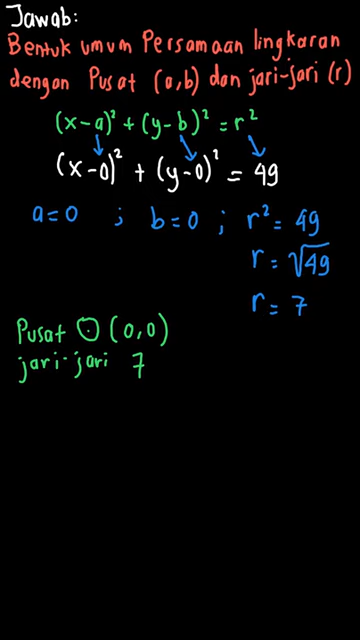 Jawab:
Bentuk umum Persamaan lingkaran
dengan Pusat (a,b) dan jari-jari (r)
(x-a)² + (y-b)² = r²
(x-0)² + (y-0)² = 49
a=0 ; b=0 ; r² = 49
r = √49
r = 7
Pusat ⊙ (0,0)
jari-jari 7